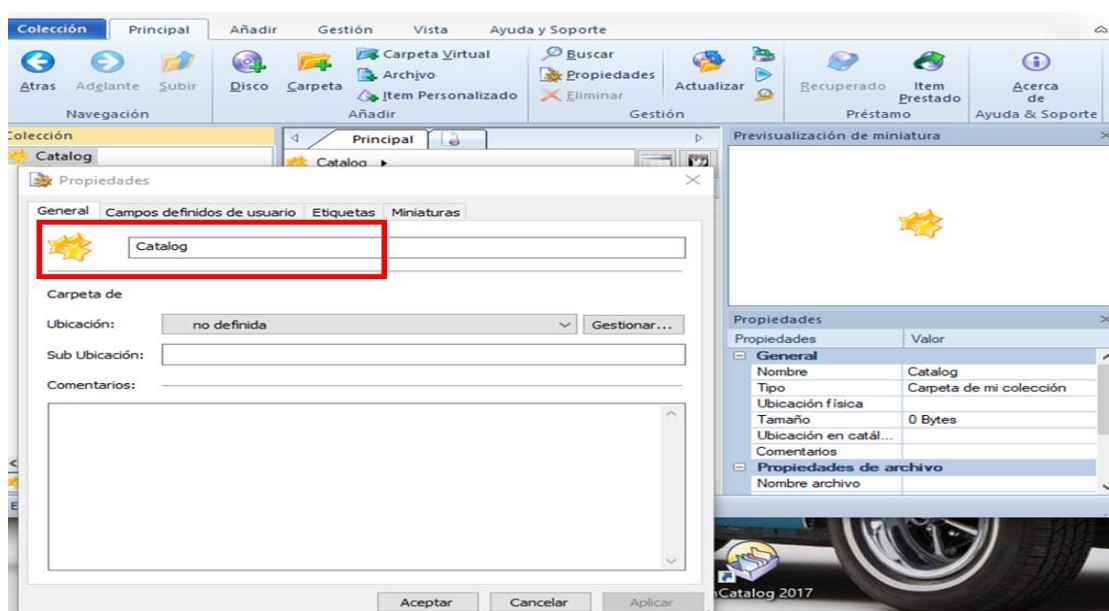 Colección Principal Añadir Gestión Vista Ayuda y Soporte
Carpeta Virtual Buscar
Archivo Propiedades
Atras Adelante Subir Disco Carpeta Item Personalizado Eliminar Actualizar Recuperado Item Prestado Acerca de
Navegación Añadir Gestión Préstamo Ayuda & Soporte
Colección Principal Previsualización de miniatura
Catalog Catalog
Propiedades
General Campos definidos de usuario Etiquetas Miniaturas
Catalog
Carpeta de
Ubicación: no definida Gestionar...
Sub Ubicación:
Comentarios:
Aceptar Cancelar Aplicar
Propiedades
Propiedades Valor
General
Nombre Catalog
Tipo Carpeta de mi colección
Ubicación física
Tamaño 0 Bytes
Ubicación en catál...
Comentarios
Propiedades de archivo
Nombre archivo
Catalog 2017